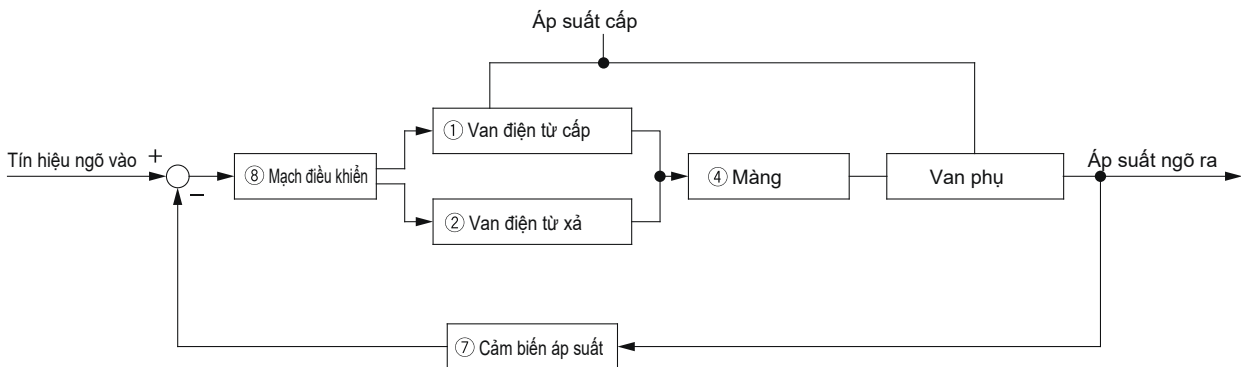 Áp suất cấp
① Van điện từ cấp
Tín hiệu ngõ vào
+
−
⑧ Mạch điều khiển
④ Màng
Van phụ
Áp suất ngõ ra
② Van điện từ xả
⑦ Cảm biến áp suất